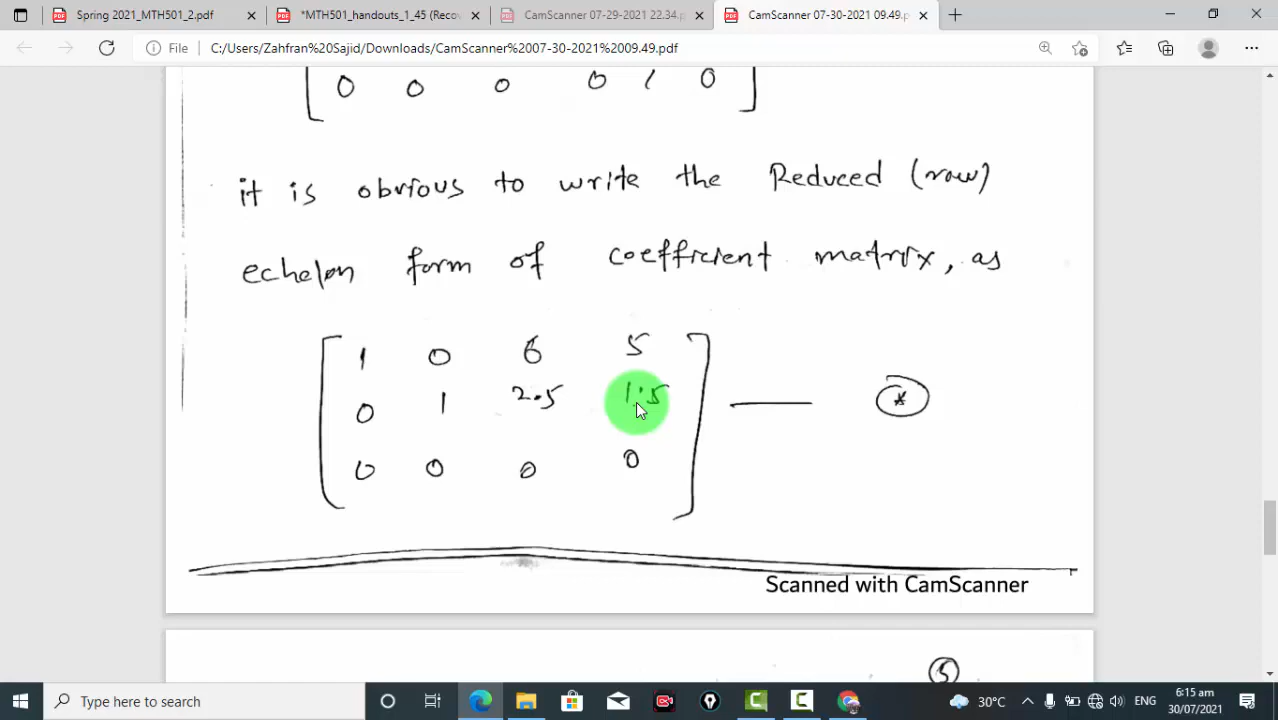 Spring 2021_MTH501_2.pdf
*MTH501_handouts_1_45 (Recov
CamScanner 07-29-2021 22.34.p
CamScanner 07-30-2021 09.49.p
File C:/Users/Zahfran%20Sajid/Downloads/CamScanner%2007-30-2021%2009.49.pdf
0 0 0 0 1 0
it is obvious to write the Reduced (row)
echelon form of coefficient matrix, as
1 0 6 5
0 1 2.5 1.5 *
0 0 0 0
Scanned with CamScanner
5
Type here to search
30°C
ENG
6:15 am
30/07/2021